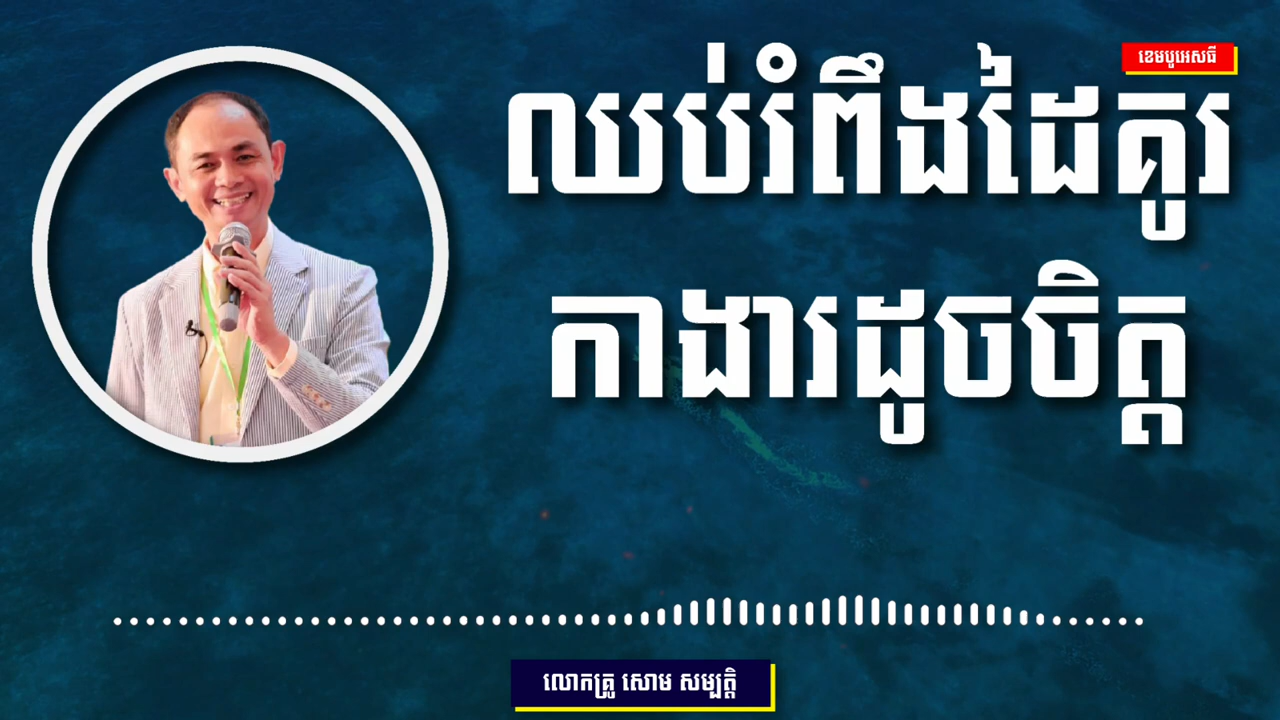 ខេមបូអេសធី
ឈប់រំពឹងដៃគូរ
កាងារដូចចិត្ត
លោកគ្រូ សោម សម្បត្តិ